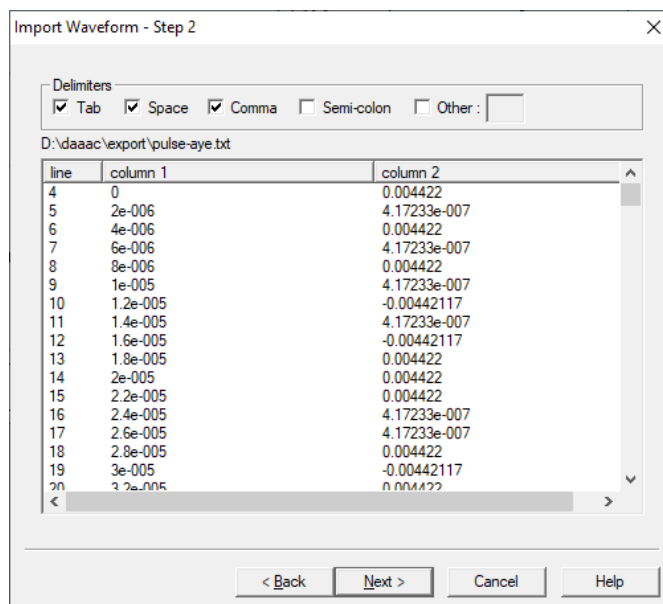 Import Waveform - Step 2
Delimiters
Tab Space Comma Semi-colon Other :
D:\daaac\export\pulse-aye.txt
line column 1 column 2
4 0 0.004422
5 2e-006 4.17233e-007
6 4e-006 0.004422
7 6e-006 4.17233e-007
8 8e-006 0.004422
9 1e-005 4.17233e-007
10 1.2e-005 -0.00442117
11 1.4e-005 4.17233e-007
12 1.6e-005 -0.00442117
13 1.8e-005 0.004422
14 2e-005 0.004422
15 2.2e-005 0.004422
16 2.4e-005 4.17233e-007
17 2.6e-005 4.17233e-007
18 2.8e-005 0.004422
19 3e-005 -0.00442117
20 3.2e-005 0.004422
< Back Next > Cancel Help